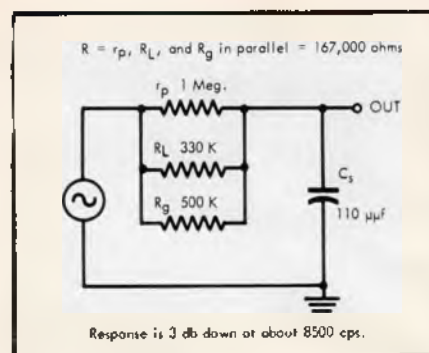 R = rp, RL, and Rg in parallel = 167,000 ohms
rp 1 Meg.
OUT
RL 330 K
Cs
Rg 500 K
110 μμf
Response is 3 db down at about 8500 cps.